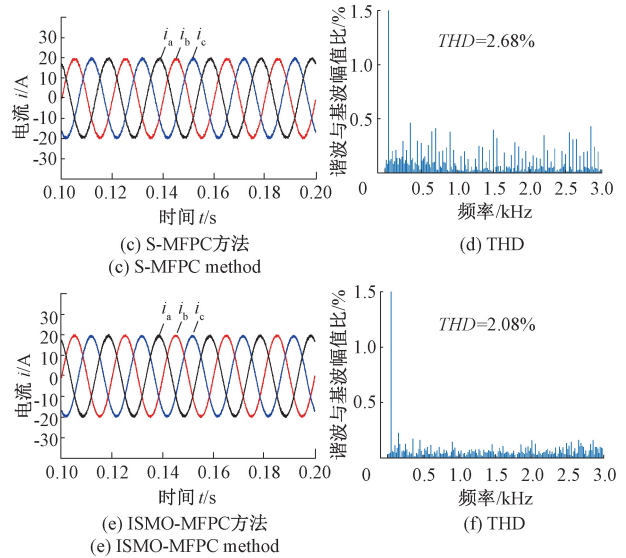 电流 i/A
30
20
10
0
-10
-20
-30
iₐ i_b i_c
0.10 0.12 0.14 0.16 0.18 0.20
时间 t/s
(c) S-MFPC方法
(c) S-MFPC method
谐波与基波幅值比/%
1.5
1.0
0.5
THD=2.68%
0 0.5 1.0 1.5 2.0 2.5 3.0
频率/kHz
(d) THD
电流 i/A
30
20
10
0
-10
-20
-30
iₐ i_b i_c
0.10 0.12 0.14 0.16 0.18 0.20
时间 t/s
(e) ISMO-MFPC方法
(e) ISMO-MFPC method
谐波与基波幅值比/%
1.5
1.0
0.5
THD=2.08%
0 0.5 1.0 1.5 2.0 2.5 3.0
频率/kHz
(f) THD